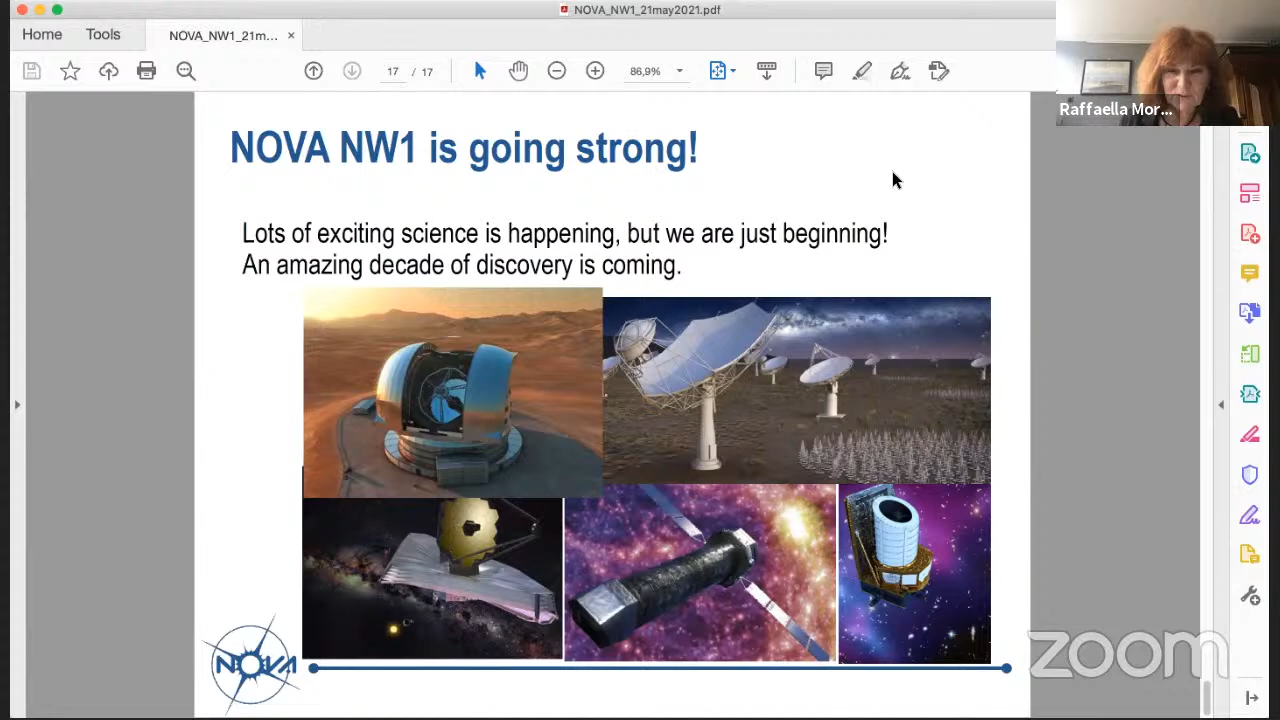 NOVA_NW1_21may2021.pdf
Home
Tools
NOVA_NW1_21m...
17 / 17
86,9%
Raffaella Mor...
NOVA NW1 is going strong!
Lots of exciting science is happening, but we are just beginning!
An amazing decade of discovery is coming.
NOVA
zoom